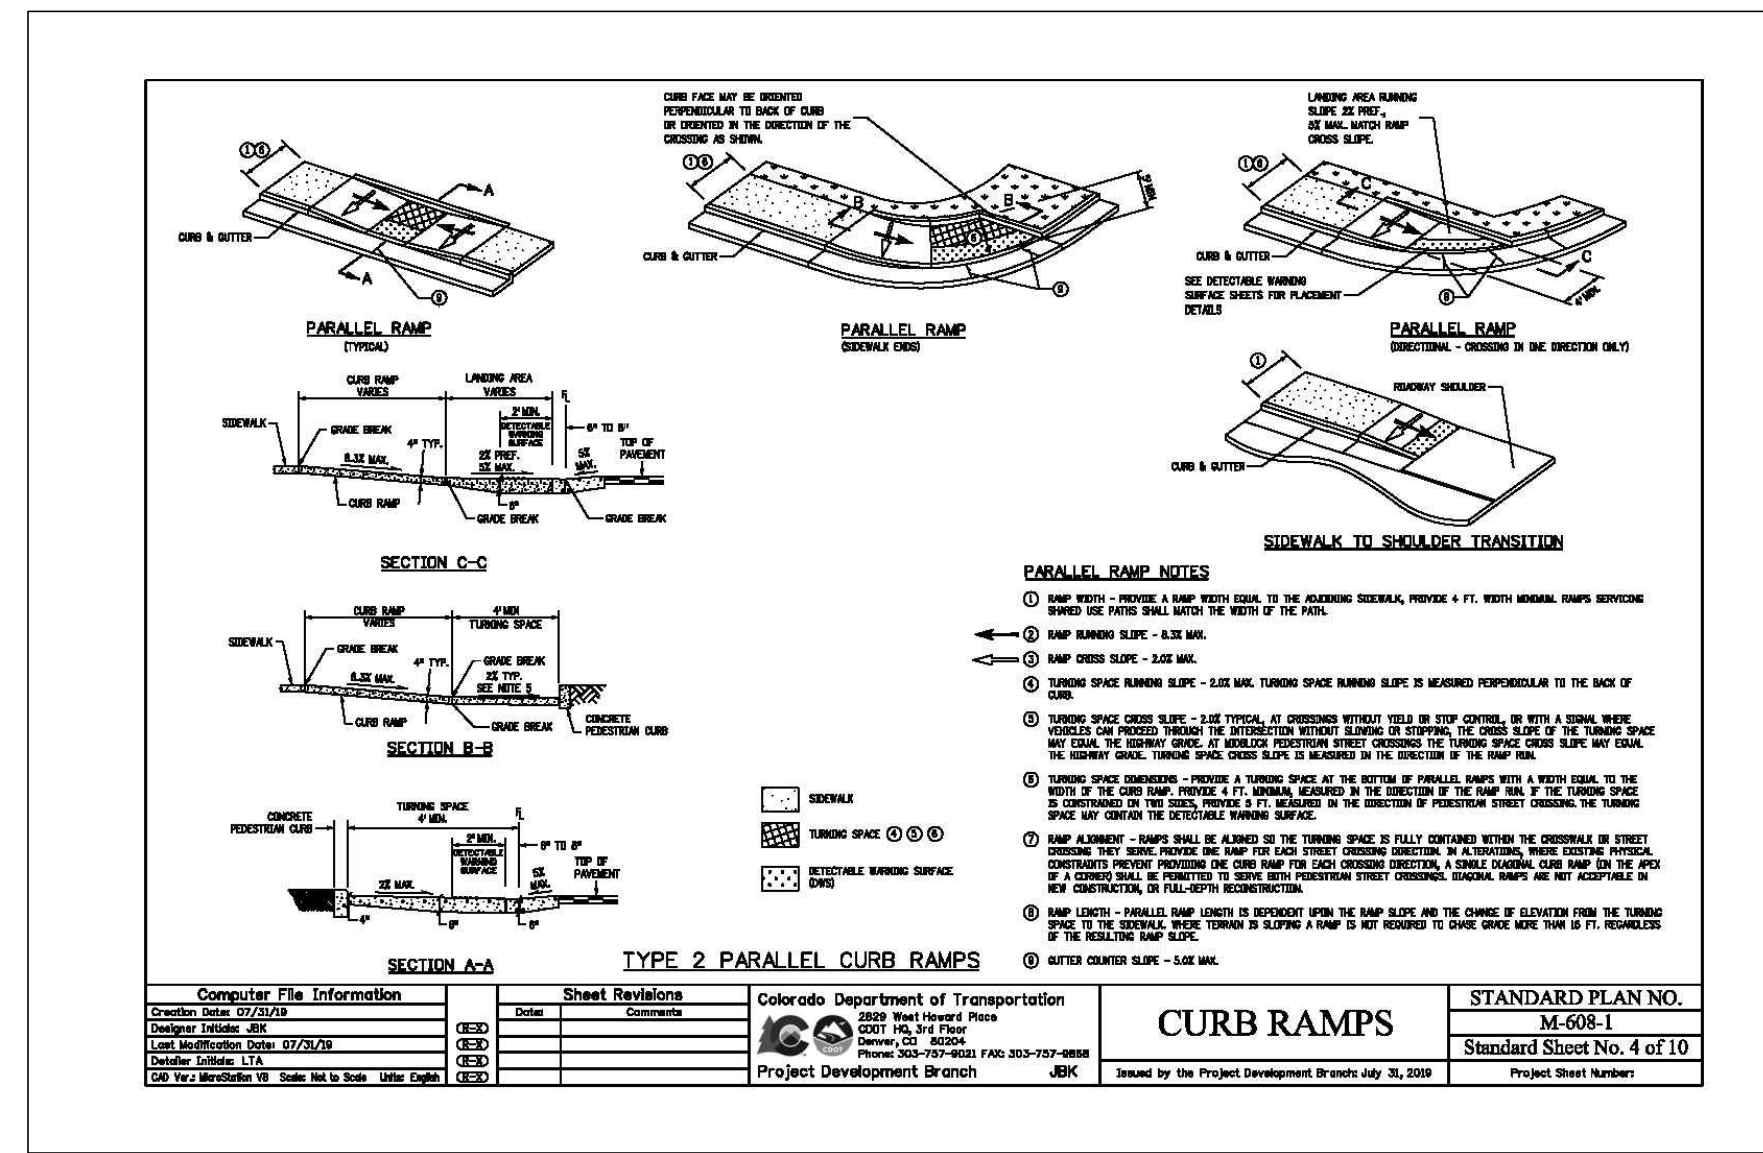 CURB FACE MAY BE ORIENTED
PERPENDICULAR TO BACK OF CURB
OR ORIENTED IN THE DIRECTION OF THE
CROSSING AS SHOWN.
LANDING AREA RUNNING
SLOPE 2% PREF.,
5% MAX. MATCH RAMP
CROSS SLOPE.
1 6
A
CURB & GUTTER
A
9
PARALLEL RAMP
(TYPICAL)
1 6
B
B
5' MIN.
6
CURB & GUTTER
9
PARALLEL RAMP
(SIDEWALK ENDS)
1 6
C
CURB & GUTTER
C
SEE DETECTABLE WARNING
SURFACE SHEETS FOR PLACEMENT
DETAILS
4' MIN.
PARALLEL RAMP
(DIRECTIONAL - CROSSING IN ONE DIRECTION ONLY)
CURB RAMP
VARIES
LANDING AREA
VARIES
FL
2' MIN.
DETECTABLE
WARNING
SURFACE
6" TO 8"
SIDEWALK
GRADE BREAK
4" TYP.
8.3% MAX.
2% PREF.
5% MAX.
5%
MAX.
TOP OF
PAVEMENT
CURB RAMP
6"
GRADE BREAK
GRADE BREAK
SECTION C-C
1
ROADWAY SHOULDER
CURB & GUTTER
SIDEWALK TO SHOULDER TRANSITION
CURB RAMP
VARIES
4' MIN
TURNING SPACE
SIDEWALK
GRADE BREAK
4" TYP.
8.3% MAX.
GRADE BREAK
2% TYP.
SEE NOTE 5
CURB RAMP
GRADE BREAK
CONCRETE
PEDESTRIAN CURB
SECTION B-B
CONCRETE
PEDESTRIAN CURB
TURNING SPACE
4' MIN.
FL
2' MIN.
DETECTABLE
WARNING
SURFACE
6" TO 8"
2% MAX.
5%
MAX.
TOP OF
PAVEMENT
4"
6"
6"
SECTION A-A
SIDEWALK
TURNING SPACE 4 5 6
DETECTABLE WARNING SURFACE
(DWS)
TYPE 2 PARALLEL CURB RAMPS
PARALLEL RAMP NOTES
1 RAMP WIDTH - PROVIDE A RAMP WIDTH EQUAL TO THE ADJOINING SIDEWALK, PROVIDE 4 FT. WIDTH MINIMUM. RAMPS SERVICING
SHARED USE PATHS SHALL MATCH THE WIDTH OF THE PATH.
2 RAMP RUNNING SLOPE - 8.3% MAX.
3 RAMP CROSS SLOPE - 2.0% MAX.
4 TURNING SPACE RUNNING SLOPE - 2.0% MAX. TURNING SPACE RUNNING SLOPE IS MEASURED PERPENDICULAR TO THE BACK OF
CURB.
5 TURNING SPACE CROSS SLOPE - 2.0% TYPICAL, AT CROSSINGS WITHOUT YIELD OR STOP CONTROL, OR WITH A SIGNAL WHERE
VEHICLES CAN PROCEED THROUGH THE INTERSECTION WITHOUT SLOWING OR STOPPING, THE CROSS SLOPE OF THE TURNING SPACE
MAY EQUAL THE HIGHWAY GRADE. AT MIDBLOCK PEDESTRIAN STREET CROSSINGS THE TURNING SPACE CROSS SLOPE MAY EQUAL
THE HIGHWAY GRADE. TURNING SPACE CROSS SLOPE IS MEASURED IN THE DIRECTION OF THE RAMP RUN.
6 TURNING SPACE DIMENSIONS - PROVIDE A TURNING SPACE AT THE BOTTOM OF PARALLEL RAMPS WITH A WIDTH EQUAL TO THE
WIDTH OF THE CURB RAMP. PROVIDE 4 FT. MINIMUM, MEASURED IN THE DIRECTION OF THE RAMP RUN. IF THE TURNING SPACE
IS CONSTRAINED ON TWO SIDES, PROVIDE 5 FT. MEASURED IN THE DIRECTION OF PEDESTRIAN STREET CROSSING. THE TURNING
SPACE MAY CONTAIN THE DETECTABLE WARNING SURFACE.
7 RAMP ALIGNMENT - RAMPS SHALL BE ALIGNED SO THE TURNING SPACE IS FULLY CONTAINED WITHIN THE CROSSWALK OR STREET
CROSSING THEY SERVE. PROVIDE ONE RAMP FOR EACH STREET CROSSING DIRECTION. IN ALTERATIONS, WHERE EXISTING PHYSICAL
CONSTRAINTS PREVENT PROVIDING ONE CURB RAMP FOR EACH CROSSING DIRECTION, A SINGLE DIAGONAL CURB RAMP (ON THE APEX
OF A CORNER) SHALL BE PERMITTED TO SERVE BOTH PEDESTRIAN STREET CROSSINGS. DIAGONAL RAMPS ARE NOT ACCEPTABLE IN
NEW CONSTRUCTION, OR FULL-DEPTH RECONSTRUCTION.
8 RAMP LENGTH - PARALLEL RAMP LENGTH IS DEPENDENT UPON THE RAMP SLOPE AND THE CHANGE OF ELEVATION FROM THE TURNING
SPACE TO THE SIDEWALK. WHERE TERRAIN IS SLOPING A RAMP IS NOT REQUIRED TO CHASE GRADE MORE THAN 15 FT. REGARDLESS
OF THE RESULTING RAMP SLOPE.
9 GUTTER COUNTER SLOPE - 5.0% MAX.
Computer File Information
Creation Date: 07/31/19
Designer Initials: JBK
Last Modification Date: 07/31/19
Detailer Initials: LTA
CAD Ver.: MicroStation V8 Scale: Not to Scale Units: English
R-X
R-X
R-X
R-X
Sheet Revisions
Date: Comments
Colorado Department of Transportation
2829 West Howard Place
CDOT HQ, 3rd Floor
Denver, CO 80204
Phone: 303-757-9021 FAX: 303-757-9868
CDOT
Project Development Branch JBK
CURB RAMPS
Issued by the Project Development Branch: July 31, 2019
STANDARD PLAN NO.
M-608-1
Standard Sheet No. 4 of 10
Project Sheet Number: